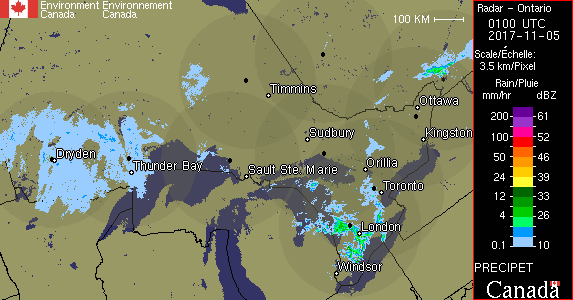 Environment Environnement
Canada Canada
100 KM
Timmins
Ottawa
Sudbury
Kingston
Dryden
Thunder Bay
Sault Ste. Marie
Orillia
Toronto
London
Windsor
Radar - Ontario
0100 UTC
2017-11-05
Scale/Échelle:
3.5 km/Pixel
Rain/Pluie
mm/hr dBZ
200 61
100 52
50 46
24 39
12 33
4 26
0.1 10
PRECIPET
Canada